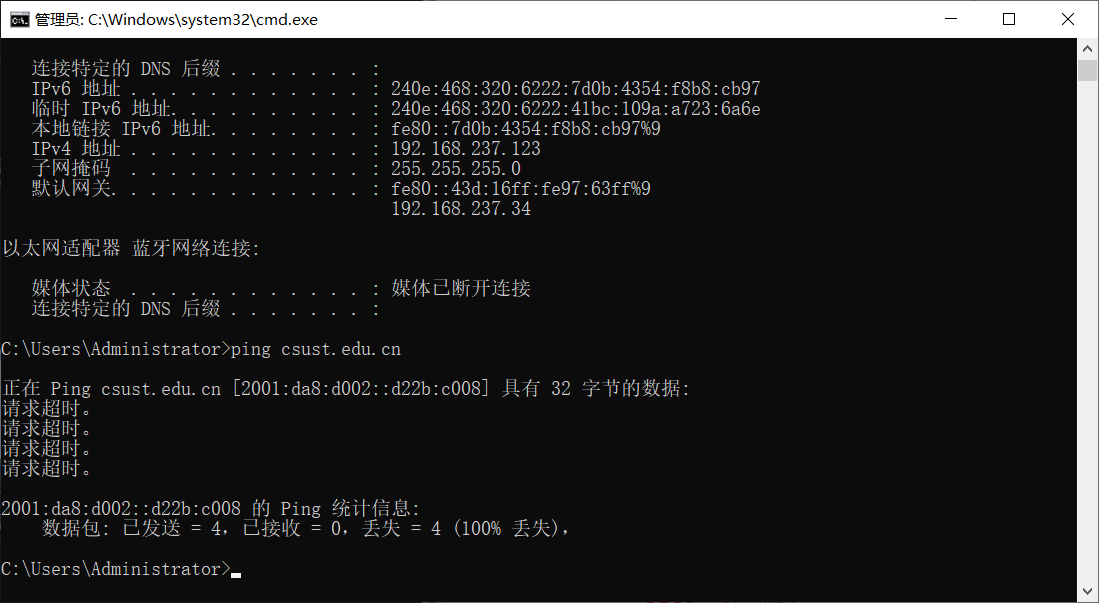 管理员: C:\Windows\system32\cmd.exe
连接特定的 DNS 后缀 . . . . . . . :
IPv6 地址 . . . . . . . . . . . . : 240e:468:320:6222:7d0b:4354:f8b8:cb97
临时 IPv6 地址. . . . . . . . . . : 240e:468:320:6222:41bc:109a:a723:6a6e
本地链接 IPv6 地址. . . . . . . . : fe80::7d0b:4354:f8b8:cb97%9
IPv4 地址 . . . . . . . . . . . . : 192.168.237.123
子网掩码  . . . . . . . . . . . . : 255.255.255.0
默认网关. . . . . . . . . . . . . : fe80::43d:16ff:fe97:63ff%9
192.168.237.34
以太网适配器 蓝牙网络连接:
媒体状态  . . . . . . . . . . . . : 媒体已断开连接
连接特定的 DNS 后缀 . . . . . . . :
C:\Users\Administrator>ping csust.edu.cn
正在 Ping csust.edu.cn [2001:da8:d002::d22b:c008] 具有 32 字节的数据:
请求超时。
请求超时。
请求超时。
请求超时。
2001:da8:d002::d22b:c008 的 Ping 统计信息:
数据包: 已发送 = 4，已接收 = 0，丢失 = 4 (100% 丢失)，
C:\Users\Administrator>